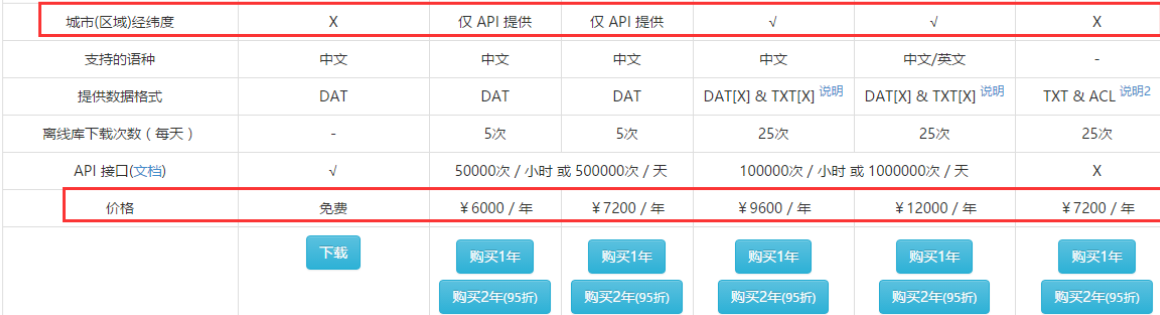 城市(区域)经纬度 X 仅 API 提供 仅 API 提供 √ √ X
支持的语种 中文 中文 中文 中文 中文/英文 -
提供数据格式 DAT DAT DAT DAT[X] & TXT[X] 说明 DAT[X] & TXT[X] 说明 TXT & ACL 说明2
离线库下载次数（每天） - 5次 5次 25次 25次 25次
API 接口(文档) √ 50000次 / 小时 或 500000次 / 天 100000次 / 小时 或 1000000次 / 天 X
价格 免费 ¥6000 / 年 ¥7200 / 年 ¥9600 / 年 ¥12000 / 年 ¥7200 / 年
下载 购买1年 购买1年 购买1年 购买1年 购买1年
购买2年(95折) 购买2年(95折) 购买2年(95折) 购买2年(95折) 购买2年(95折)